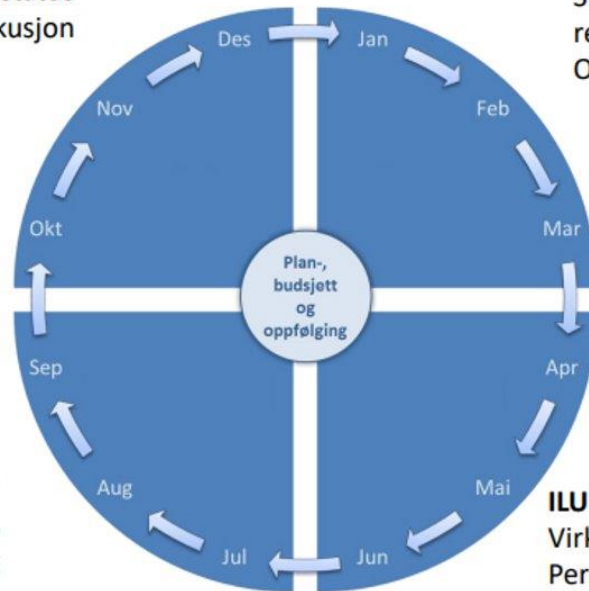 kusjon
re
O
Des
Jan
Nov
Feb
Okt
Mar
Plan-,
budsjett
og
oppfølging
Sep
Apr
Aug
Mai
Jul
Jun
ILU
Virk
Per